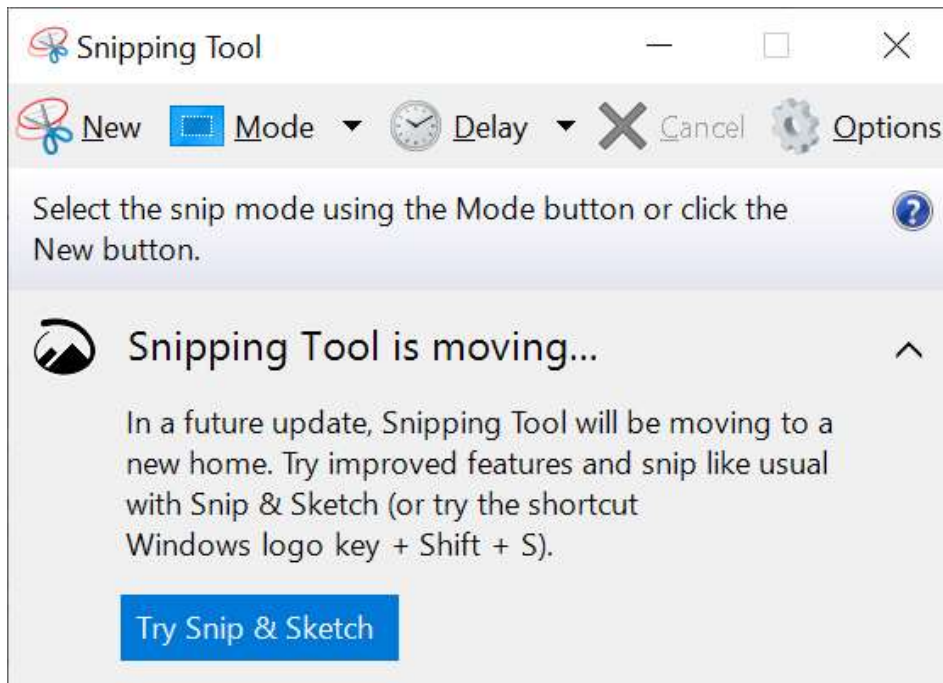 Snipping Tool
New Mode Delay Cancel Options
Select the snip mode using the Mode button or click the
New button.
Snipping Tool is moving...
In a future update, Snipping Tool will be moving to a
new home. Try improved features and snip like usual
with Snip & Sketch (or try the shortcut
Windows logo key + Shift + S).
Try Snip & Sketch